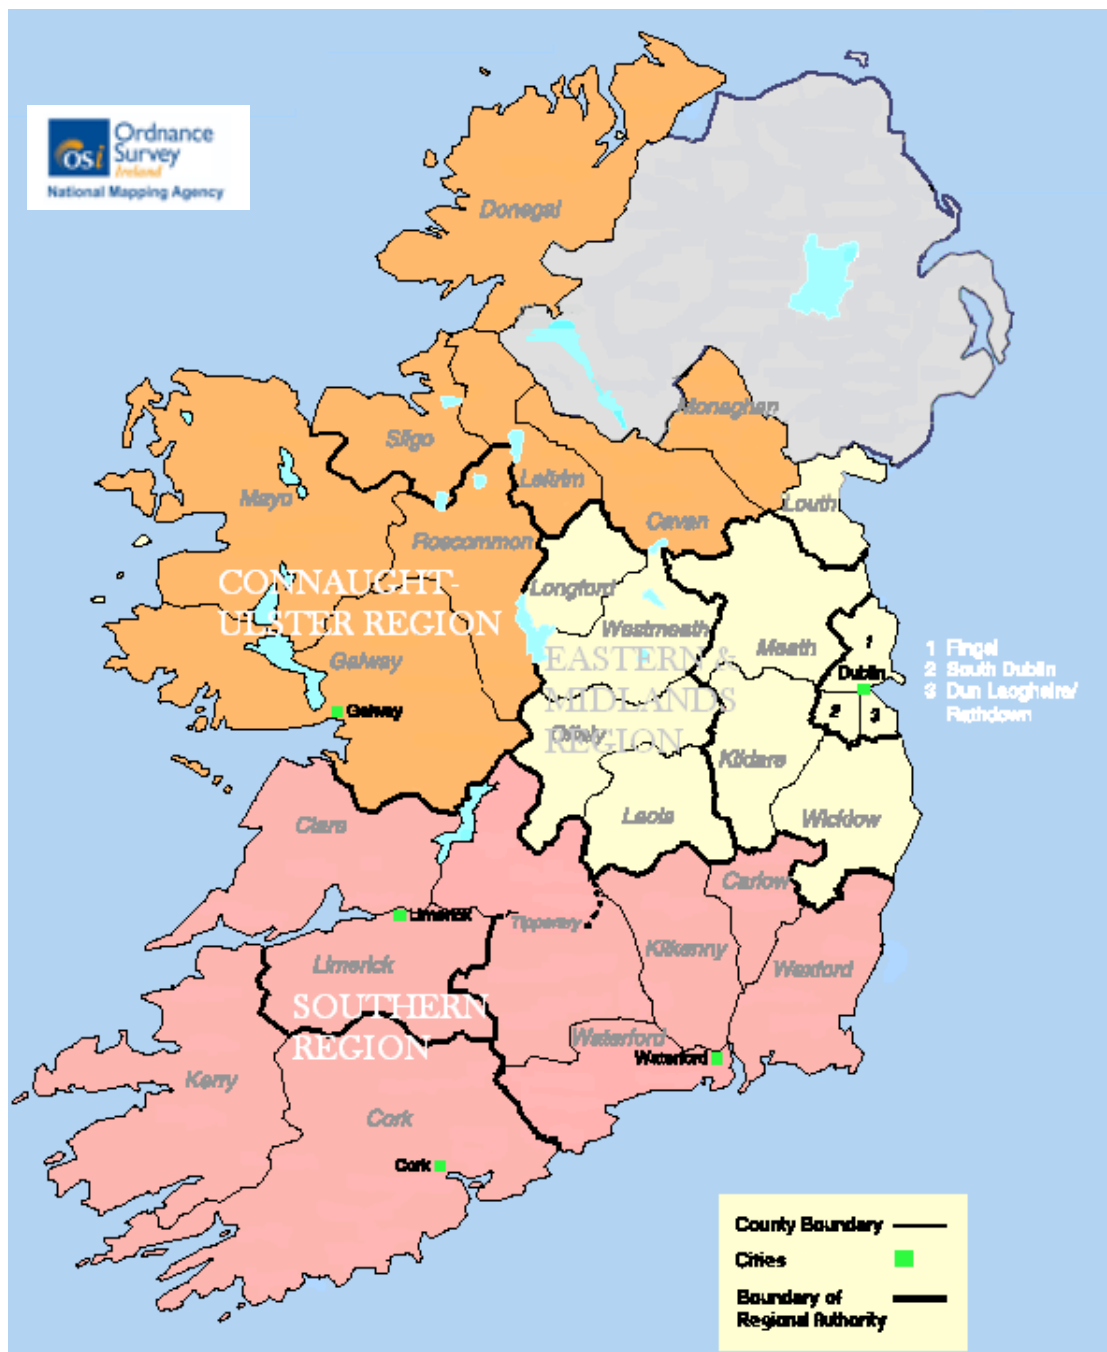 Ordnance
Survey
Ireland
osi
National Mapping Agency
Donegal
Monaghan
Sligo
Leitrim
Louth
Mayo
Cavan
Roscommon
Longford
CONNAUGHT-
ULSTER REGION
Westmeath
Meath
1
Galway
EASTERN &
MIDLANDS
REGION
Dublin
1 Fingal
2 South Dublin
3 Dun Laoghaire/
Rathdown
Galway
2
3
Offaly
Kildare
Laois
Wicklow
Clare
Carlow
Limerick
Tipperary
Kilkenny
Limerick
Wexford
SOUTHERN
REGION
Waterford
Waterford
Kerry
Cork
Cork
County Boundary
Cities
Boundary of
Regional Authority